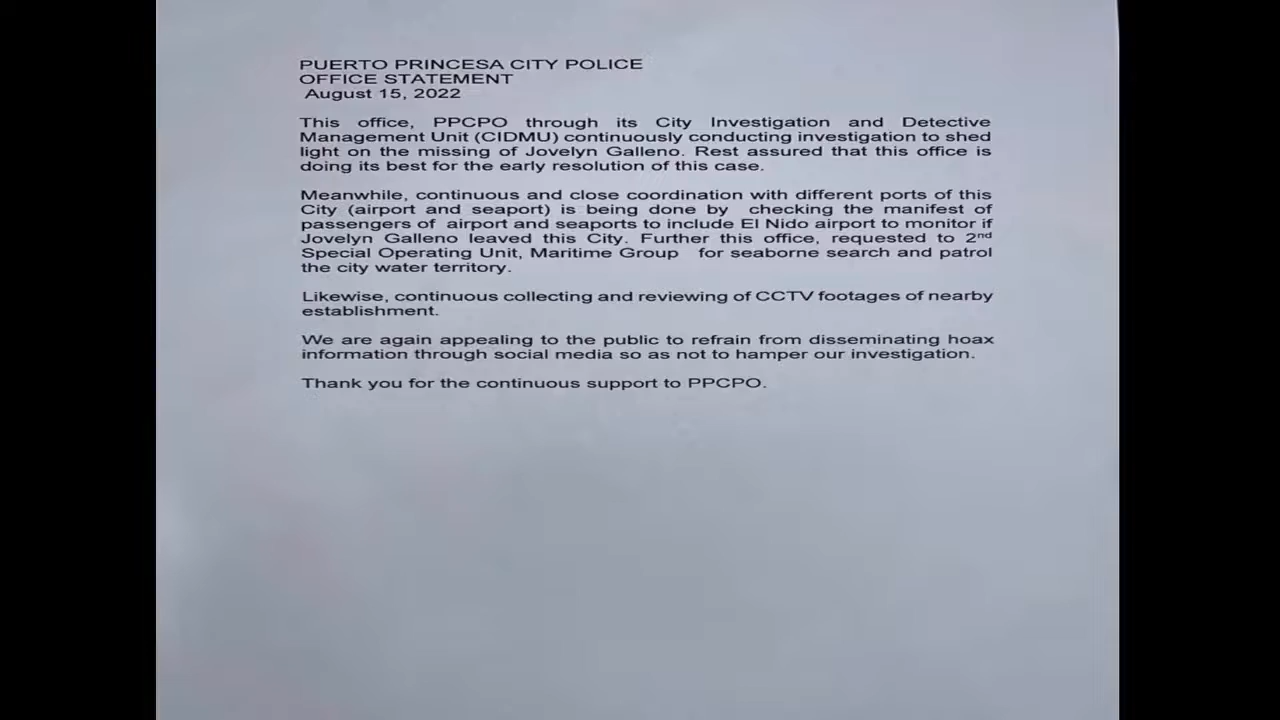 PUERTO PRINCESA CITY POLICE
OFFICE STATEMENT
August 15, 2022
This office, PPCPO through its City Investigation and Detective
Management Unit (CIDMU) continuously conducting investigation to shed
light on the missing of Jovelyn Galleno. Rest assured that this office is
doing its best for the early resolution of this case.
Meanwhile, continuous and close coordination with different ports of this
City (airport and seaport) is being done by checking the manifest of
passengers of airport and seaports to include El Nido airport to monitor if
Jovelyn Galleno leaved this City. Further this office, requested to 2nd
Special Operating Unit, Maritime Group for seaborne search and patrol
the city water territory.
Likewise, continuous collecting and reviewing of CCTV footages of nearby
establishment.
We are again appealing to the public to refrain from disseminating hoax
information through social media so as not to hamper our investigation.
Thank you for the continuous support to PPCPO.